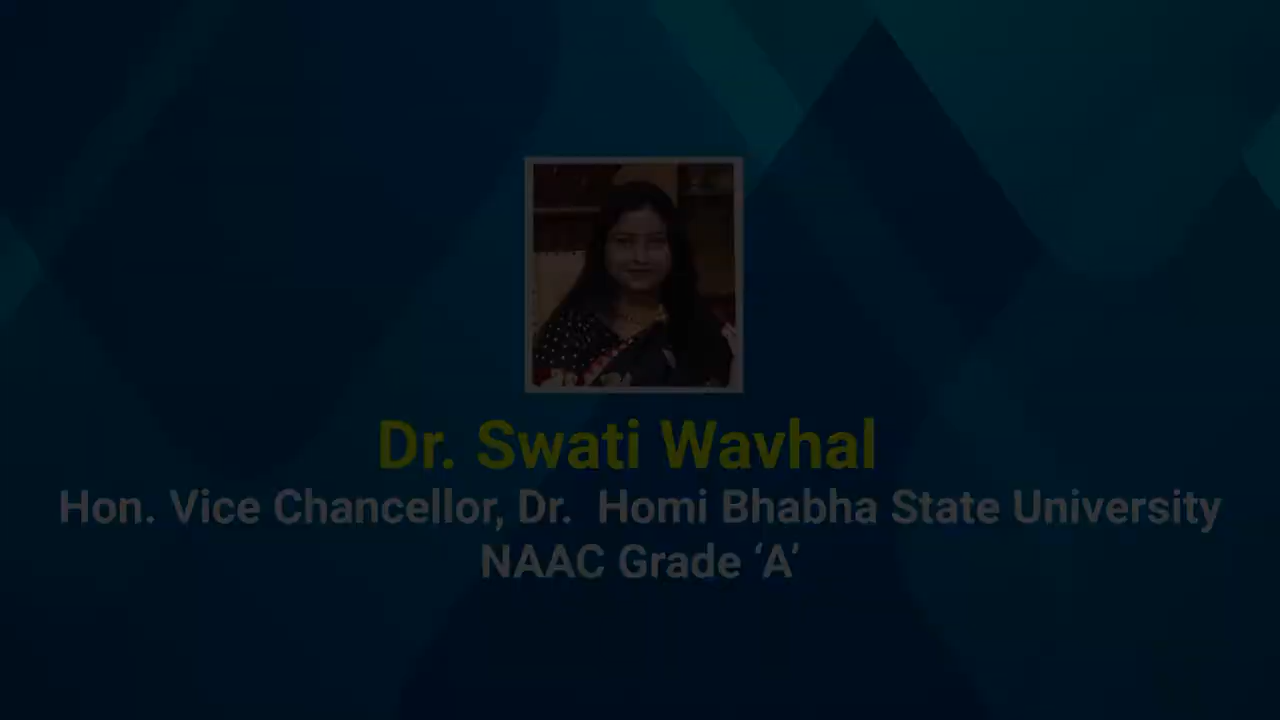 Dr. Swati Wavhal
Hon. Vice Chancellor, Dr. Homi Bhabha State University
NAAC Grade ‘A’